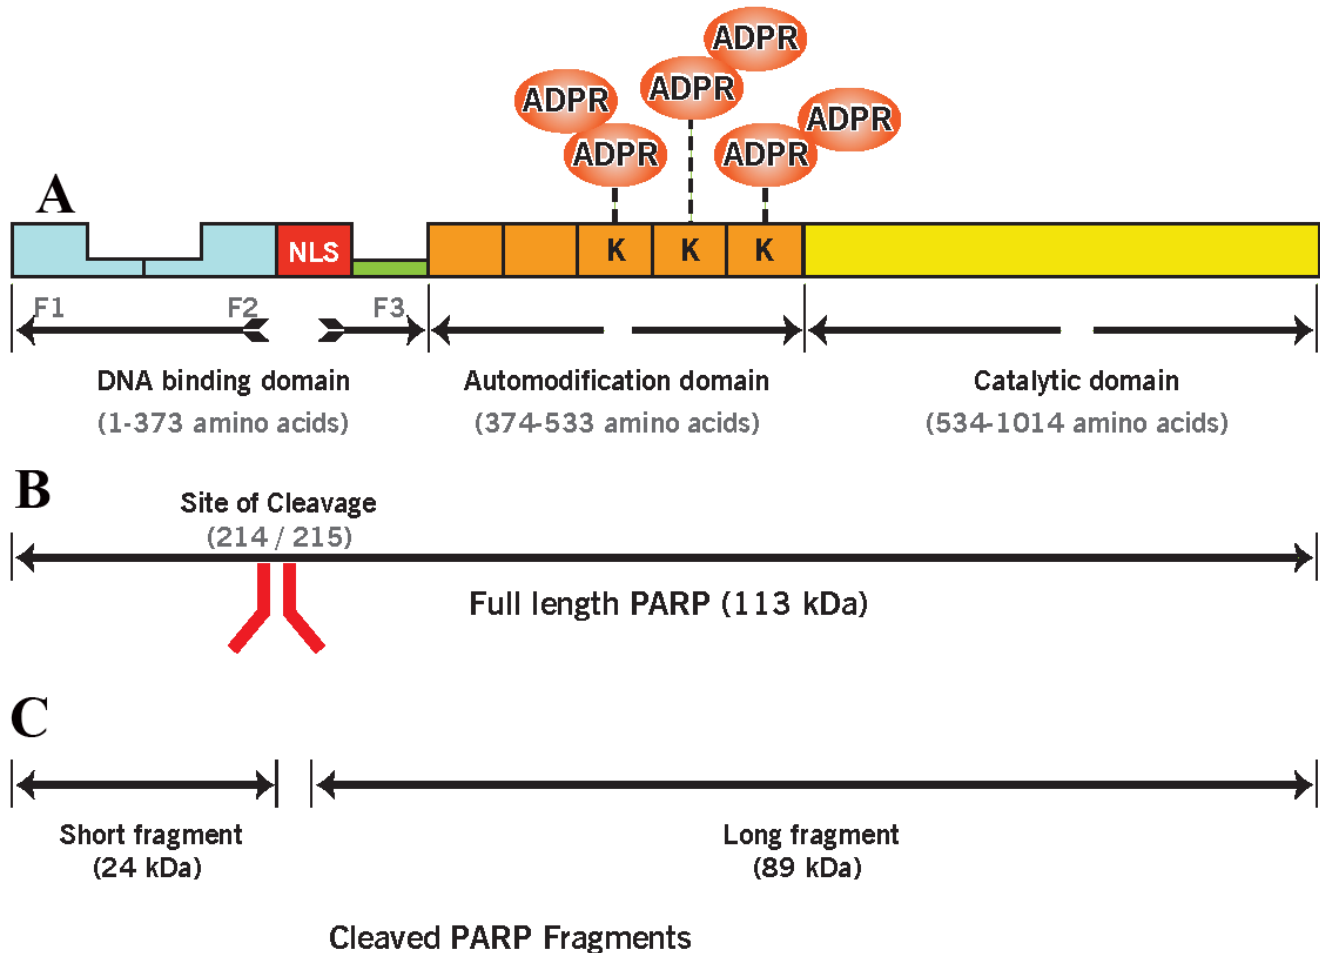 ADPR
ADPR ADPR
ADPR ADPR ADPR
A
NLS K K K
F1 F2 F3
DNA binding domain Automodification domain Catalytic domain
(1-373 amino acids) (374-533 amino acids) (534-1014 amino acids)
B
Site of Cleavage
(214 / 215)
Full length PARP (113 kDa)
C
Short fragment Long fragment
(24 kDa) (89 kDa)
Cleaved PARP Fragments